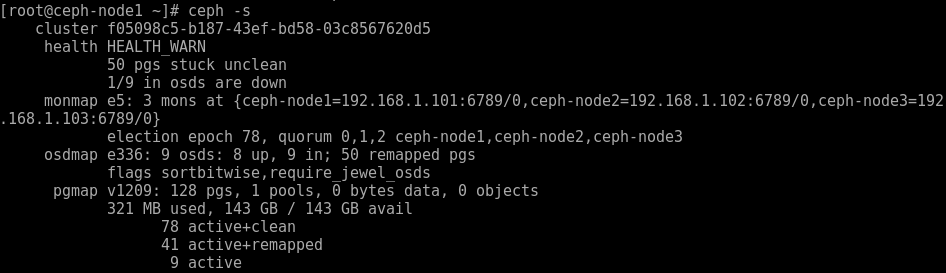 [root@ceph-node1 ~]# ceph -s
    cluster f05098c5-b187-43ef-bd58-03c8567620d5
     health HEALTH_WARN
            50 pgs stuck unclean
            1/9 in osds are down
     monmap e5: 3 mons at {ceph-node1=192.168.1.101:6789/0,ceph-node2=192.168.1.102:6789/0,ceph-node3=192
.168.1.103:6789/0}
            election epoch 78, quorum 0,1,2 ceph-node1,ceph-node2,ceph-node3
     osdmap e336: 9 osds: 8 up, 9 in; 50 remapped pgs
            flags sortbitwise,require_jewel_osds
      pgmap v1209: 128 pgs, 1 pools, 0 bytes data, 0 objects
            321 MB used, 143 GB / 143 GB avail
                  78 active+clean
                  41 active+remapped
                   9 active